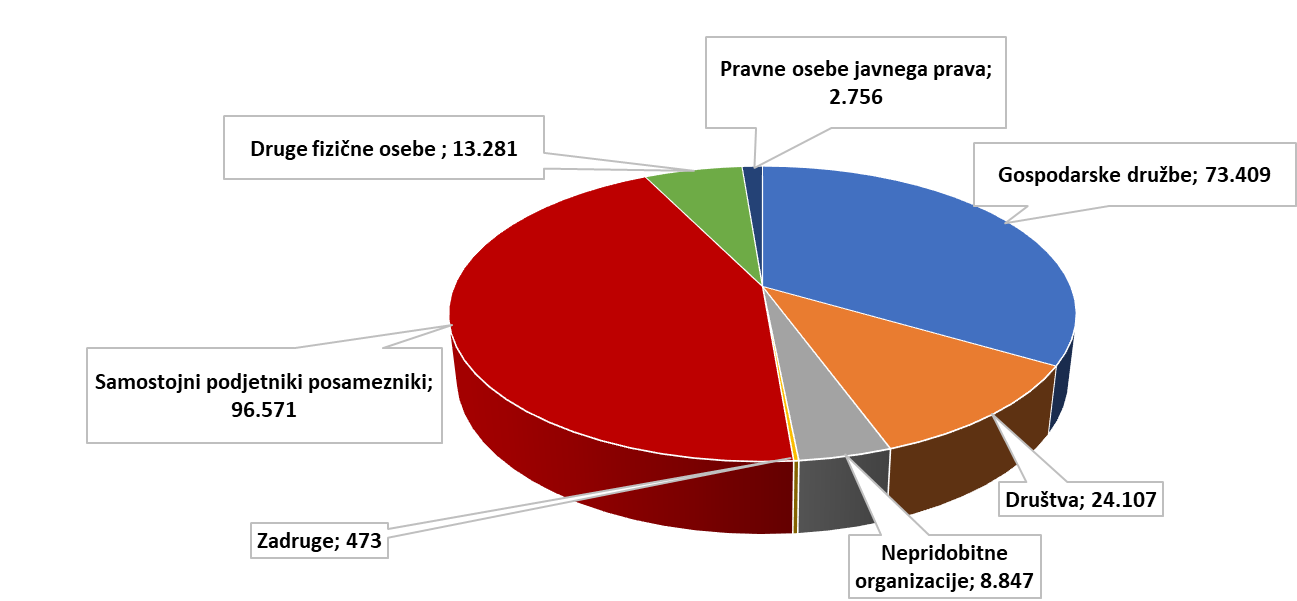 Pravne osebe javnega prava;
2.756
Druge fizične osebe ; 13.281
Gospodarske družbe; 73.409
Samostojni podjetniki posamezniki;
96.571
Društva; 24.107
Zadruge; 473
Nepridobitne
organizacije; 8.847